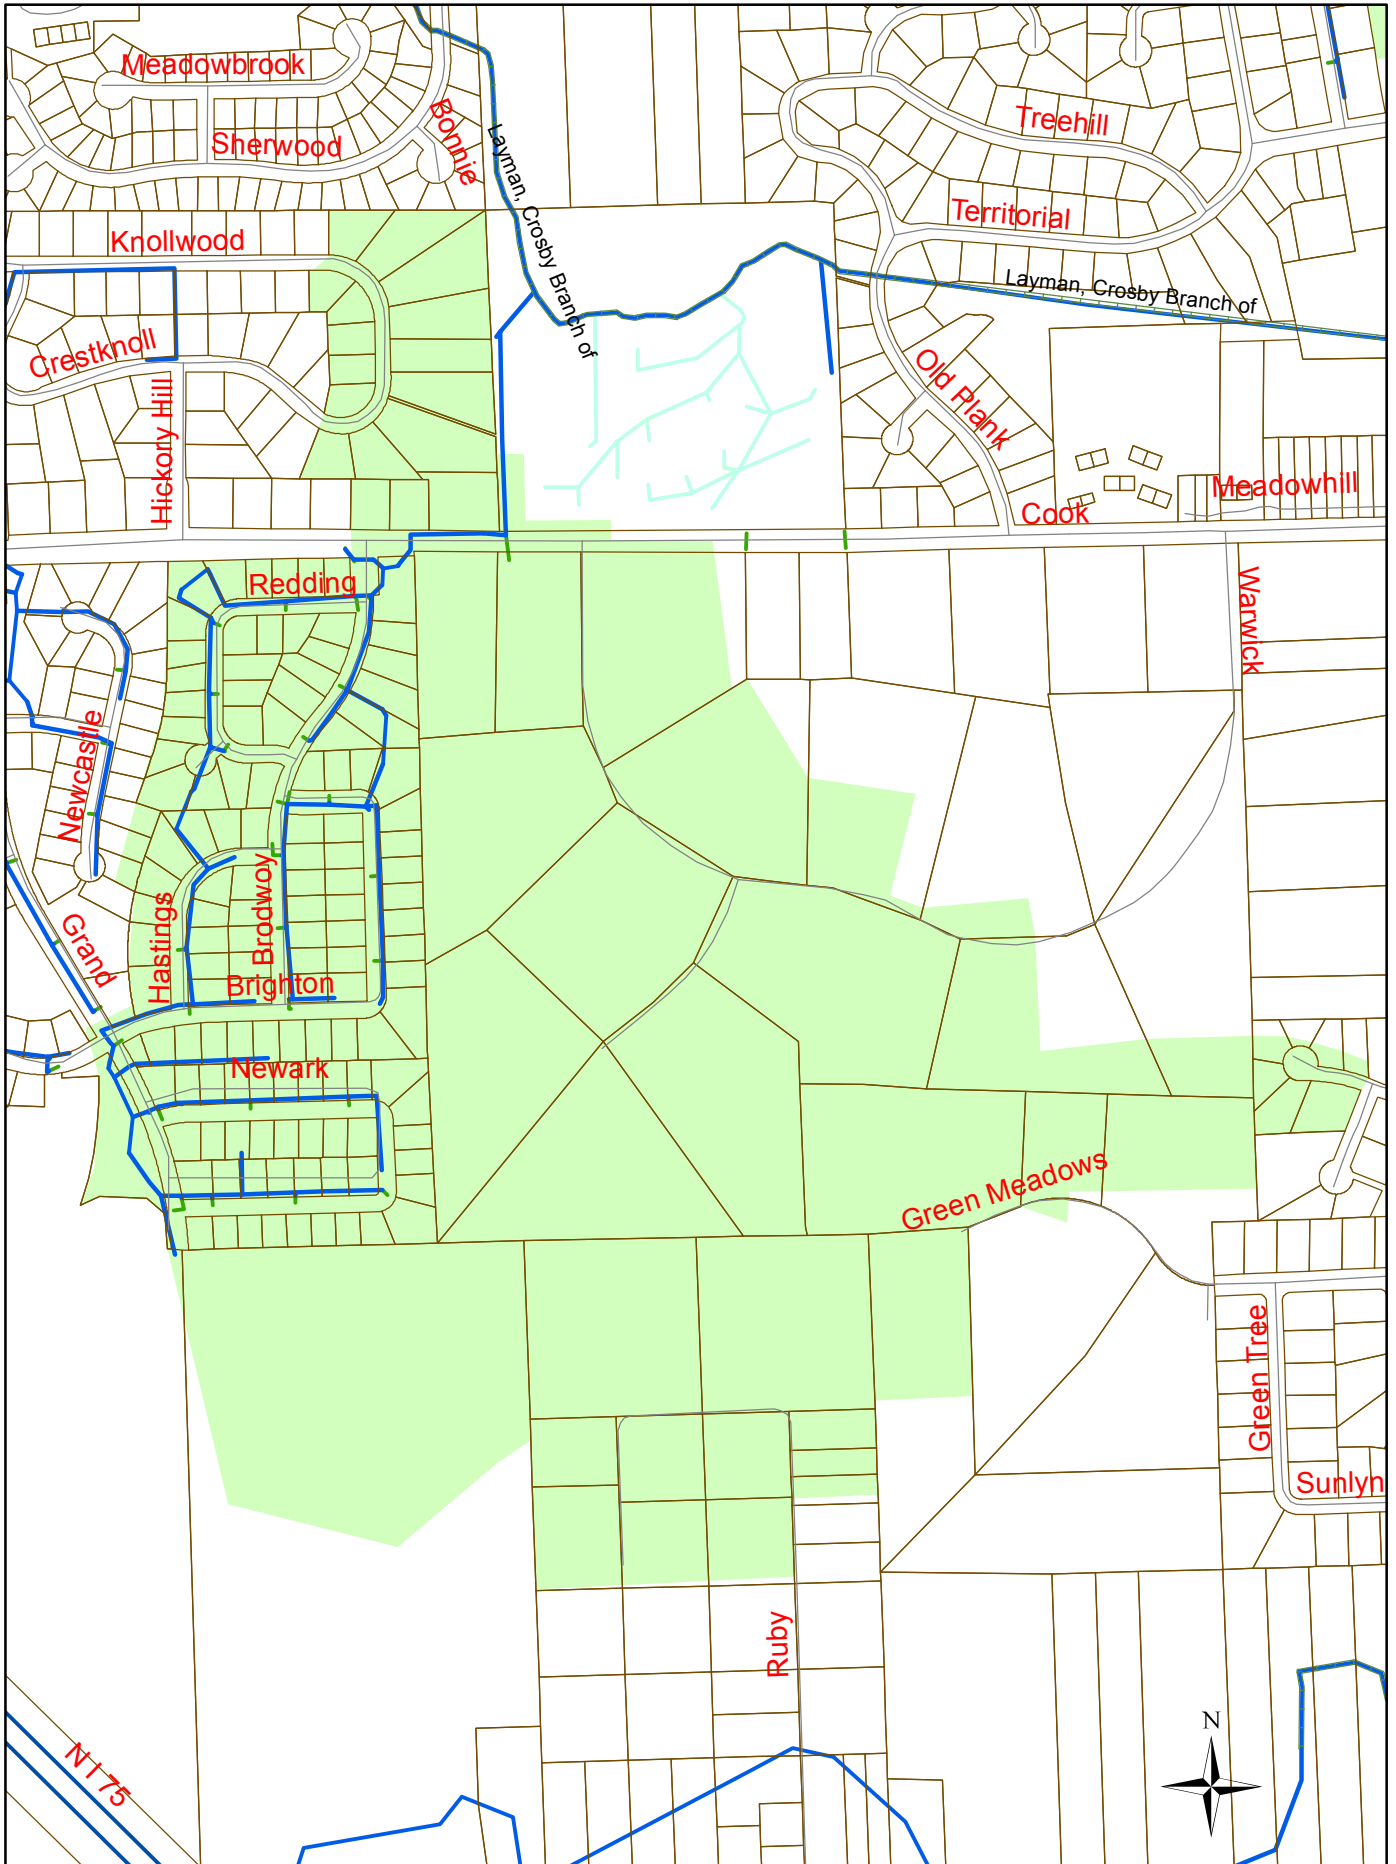 Meadowbrook
Sherwood
Bonnie
Layman, Crosby Branch of
Treehill
Territorial
Layman, Crosby Branch of
Knollwood
Crestknoll
Hickory Hill
Old Plank
Cook
Meadowhill
Redding
Warwick
Newcastle
Grand
Hastings
Brodwoy
Brighton
Newark
Green Meadows
Green Tree
Sunlyn
Ruby
N I 75
N